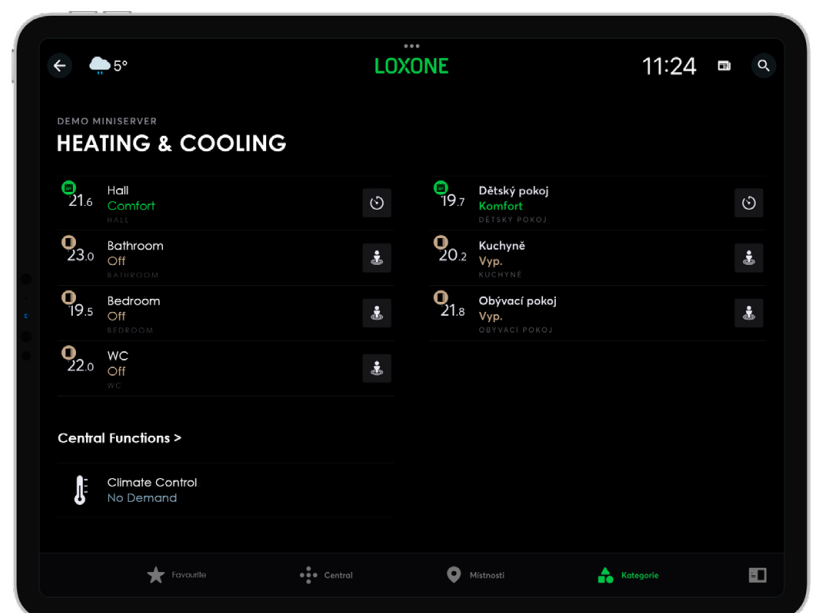 5°
LOXONE
11:24
DEMO MINISERVER
HEATING & COOLING
21.6
Hall
Comfort
HALL
23.0
Bathroom
Off
BATHROOM
19.5
Bedroom
Off
BEDROOM
22.0
WC
Off
WC
19.7
Dětský pokoj
Komfort
DĚTSKÝ POKOJ
20.2
Kuchyně
Vyp.
KUCHYNĚ
21.8
Obývací pokoj
Vyp.
OBÝVACÍ POKOJ
Central Functions >
Climate Control
No Demand
Favourite
Central
Místnosti
Kategorie